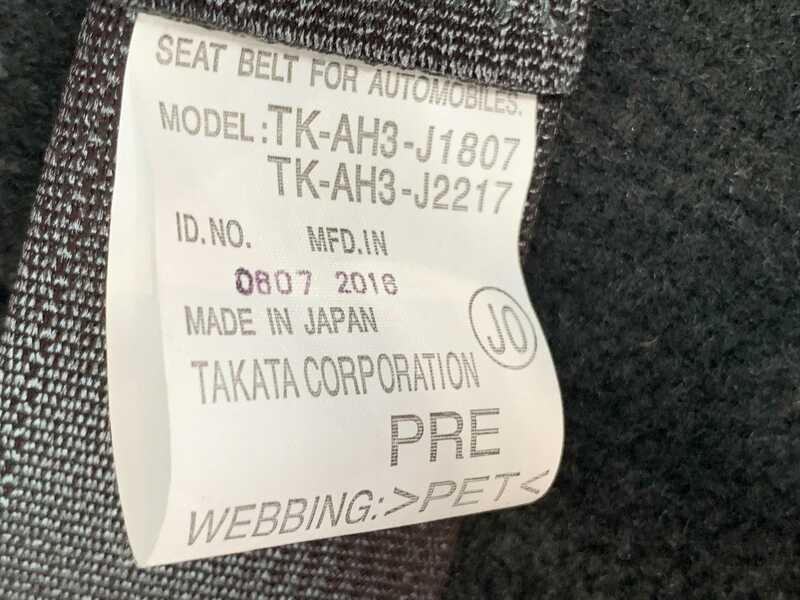 SEAT BELT FOR AUTOMOBILES.
MODEL:TK-AH3-J1807
TK-AH3-J2217
ID.NO. MFD.IN
0807 2016
MADE IN JAPAN
JO
TAKATA CORPORATION
PRE
WEBBING:>PET<